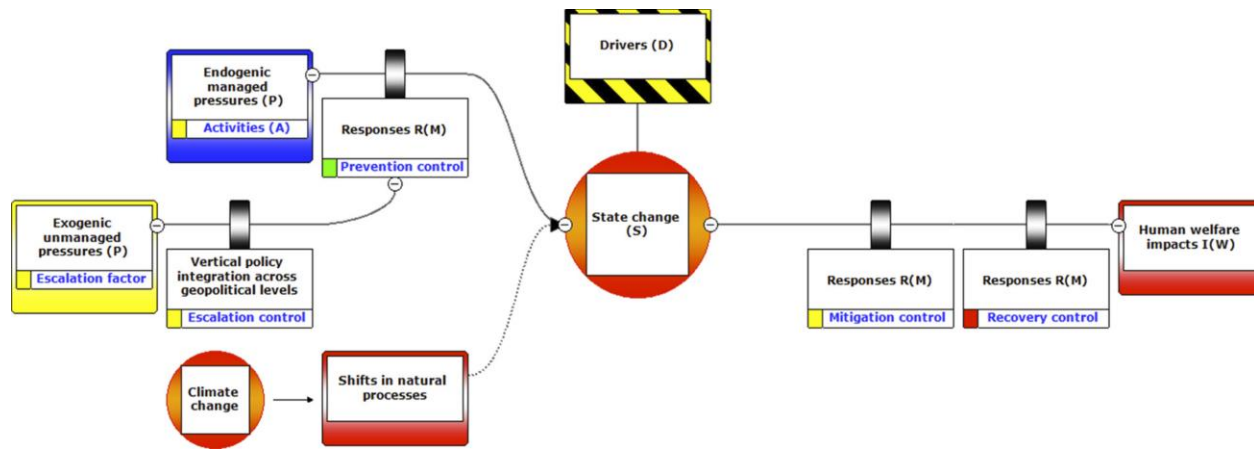 Drivers (D)
Endogenic
managed
pressures (P)
Activities (A)
Responses R(M)
Prevention control
Exogenic
unmanaged
pressures (P)
Escalation factor
Vertical policy
integration across
geopolitical levels
Escalation control
State change
(S)
Responses R(M)
Mitigation control
Responses R(M)
Recovery control
Human welfare
impacts I(W)
Climate
change
Shifts in natural
processes